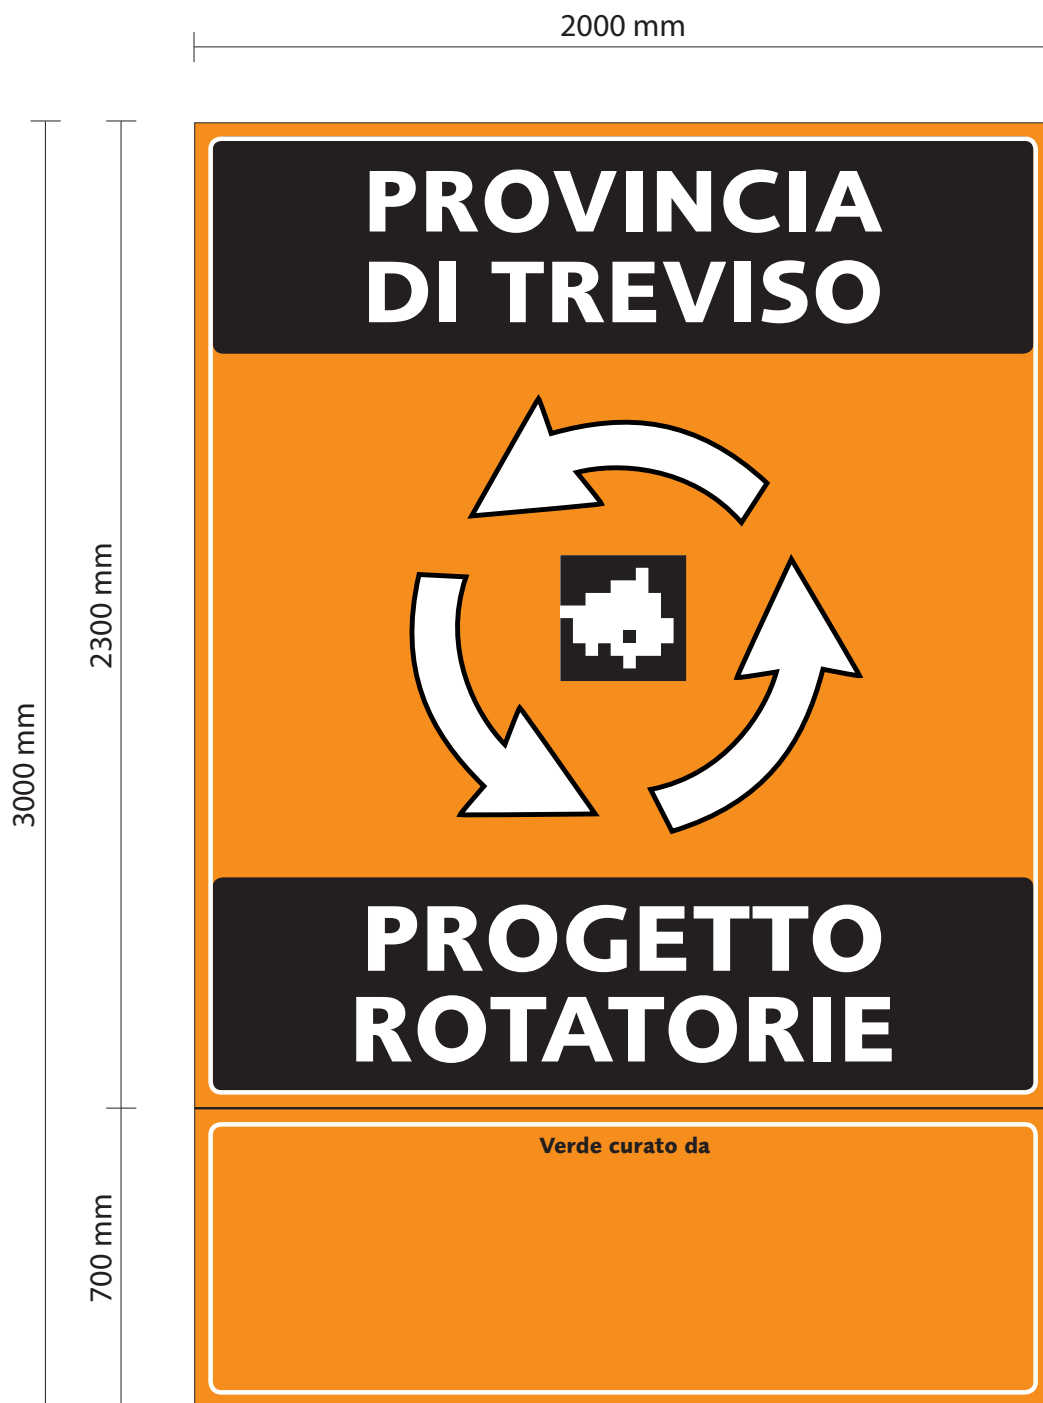 2000 mm
PROVINCIA
DI TREVISO
2300 mm
3000 mm
PROGETTO
ROTATORIE
Verde curato da
700 mm